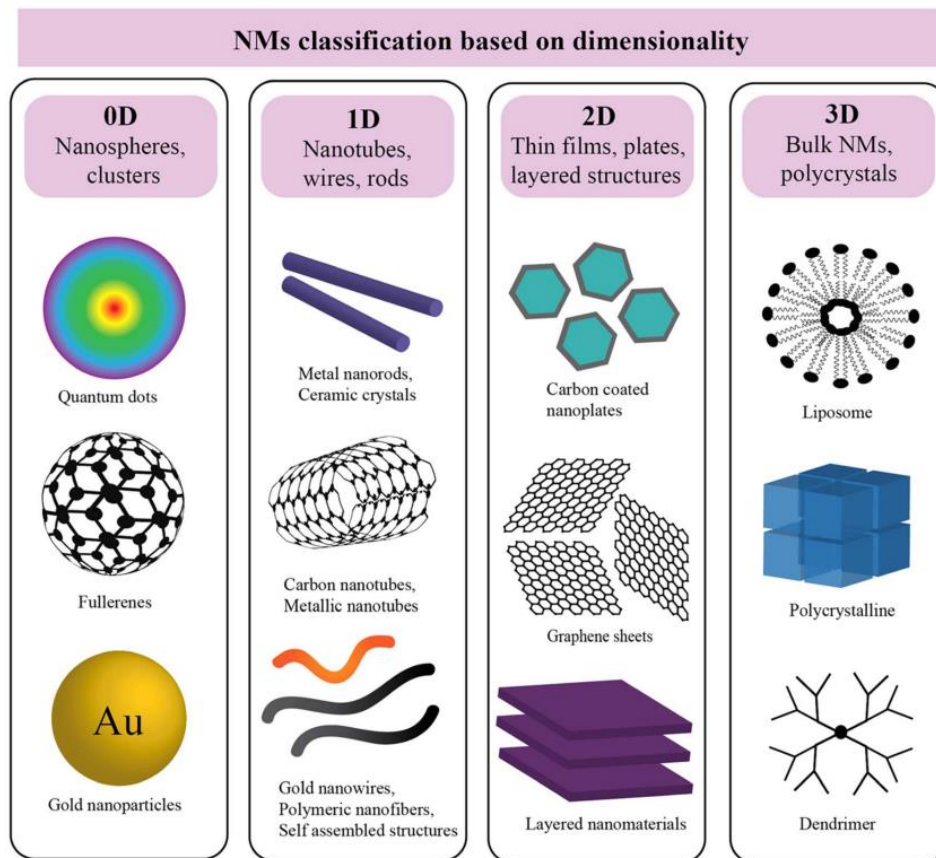 NMs classification based on dimensionality
0D
Nanospheres,
clusters
Quantum dots
Fullerenes
Au
Gold nanoparticles
1D
Nanotubes,
wires, rods
Metal nanorods,
Ceramic crystals
Carbon nanotubes,
Metallic nanotubes
Gold nanowires,
Polymeric nanofibers,
Self assembled structures
2D
Thin films, plates,
layered structures
Carbon coated
nanoplates
Graphene sheets
Layered nanomaterials
3D
Bulk NMs,
polycrystals
Liposome
Polycrystalline
Dendrimer